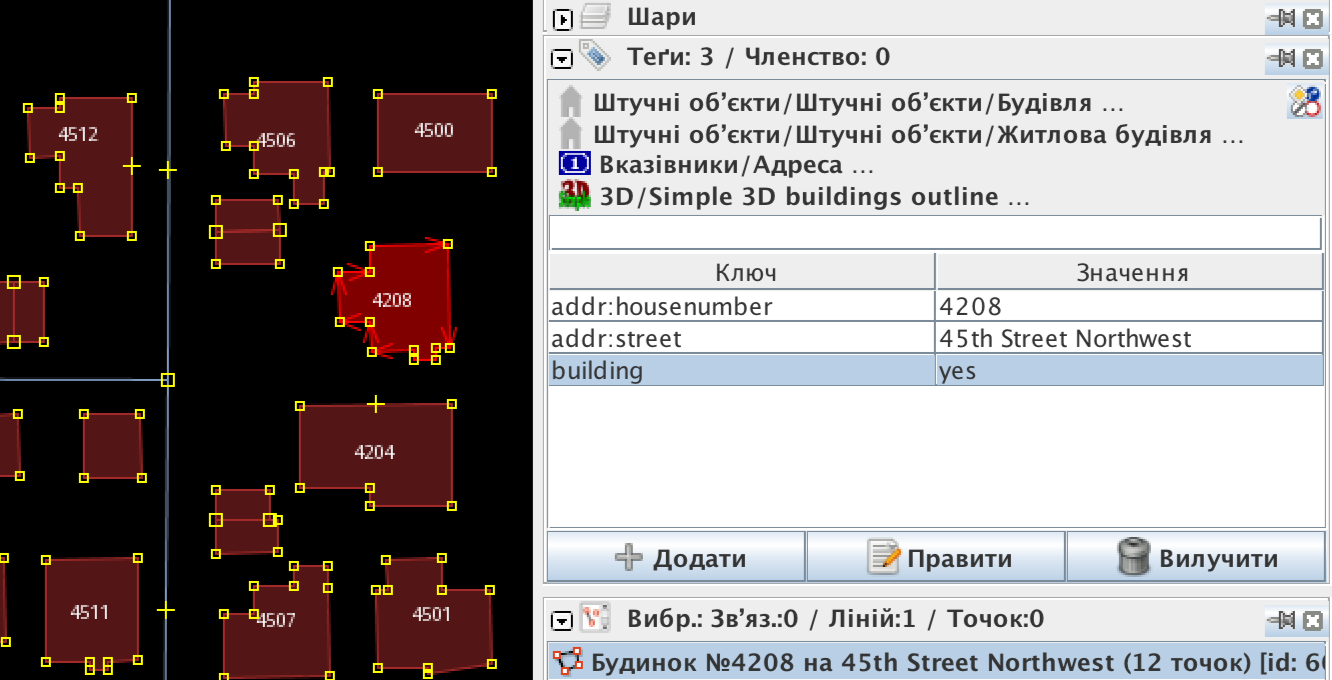 4512
4506
4500
4208
4204
4511
4507
4501
Шари
Теґи: 3 / Членство: 0
Штучні об’єкти/Штучні об’єкти/Будівля ...
Штучні об’єкти/Штучні об’єкти/Житлова будівля ...
1 Вказівники/Адреса ...
3D 3D/Simple 3D buildings outline ...
Ключ Значення
addr:housenumber 4208
addr:street 45th Street Northwest
building yes
Додати Правити Вилучити
Вибр.: Зв’яз.:0 / Ліній:1 / Точок:0
Будинок №4208 на 45th Street Northwest (12 точок) [id: 6